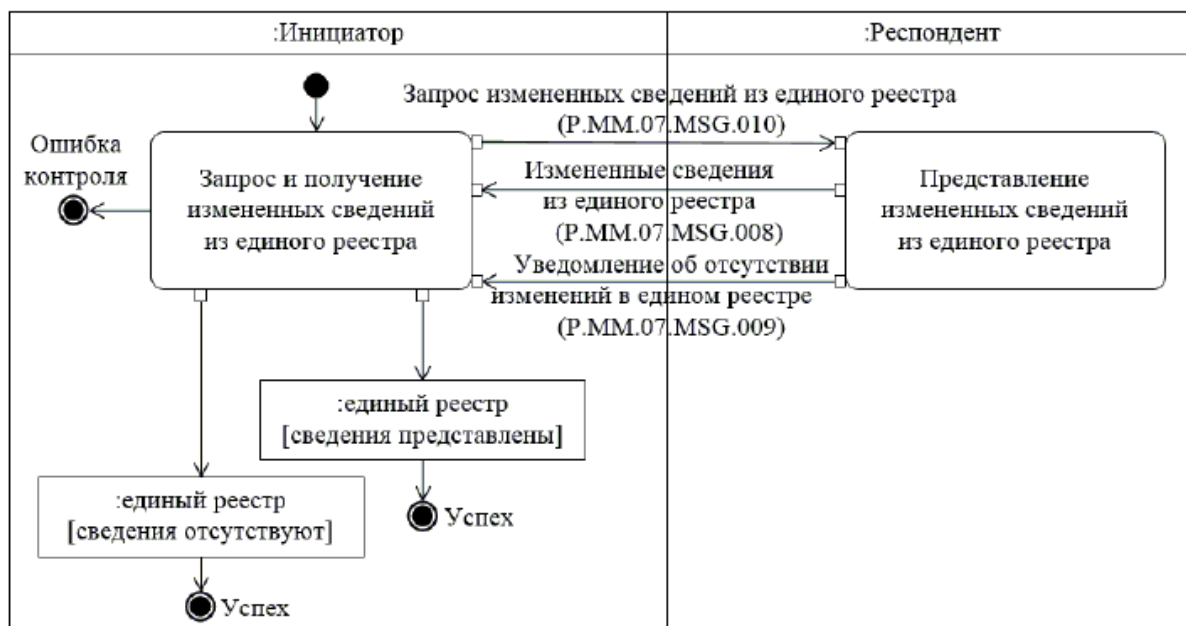 :Инициатор
:Респондент
Запрос измененных сведений из единого реестра
(P.MM.07.MSG.010)
Ошибка
контроля
Запрос и получение
измененных сведений
из единого реестра
Измененные сведения
из единого реестра
(P.MM.07.MSG.008)
Представление
измененных сведений
из единого реестра
Уведомление об отсутствии
изменений в едином реестре
(P.MM.07.MSG.009)
:единый реестр
[сведения представлены]
Успех
:единый реестр
[сведения отсутствуют]
Успех